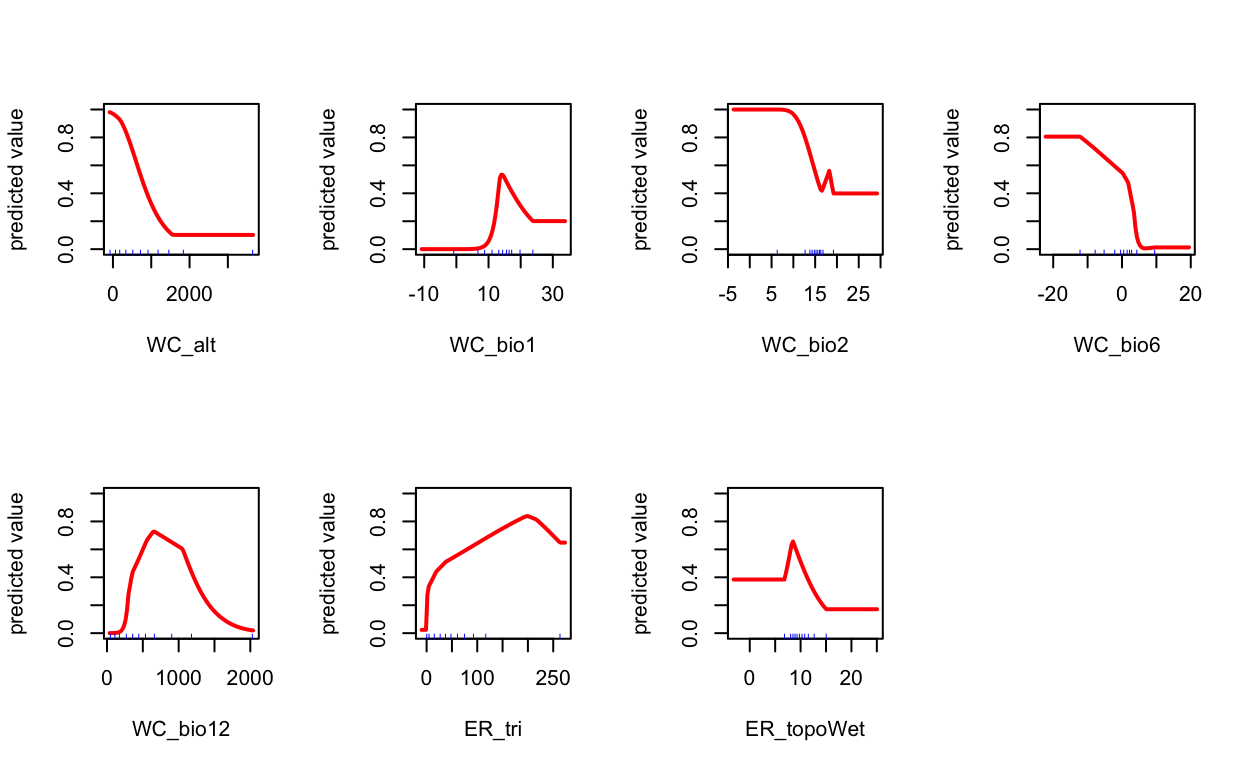 predicted value
0.0 0.4 0.8
0 2000
WC_alt
predicted value
0.0 0.4 0.8
-10 10 30
WC_bio1
predicted value
0.0 0.4 0.8
-5 5 15 25
WC_bio2
predicted value
0.0 0.4 0.8
-20 0 20
WC_bio6
predicted value
0.0 0.4 0.8
0 1000 2000
WC_bio12
predicted value
0.0 0.4 0.8
0 100 250
ER_tri
predicted value
0.0 0.4 0.8
0 10 20
ER_topoWet